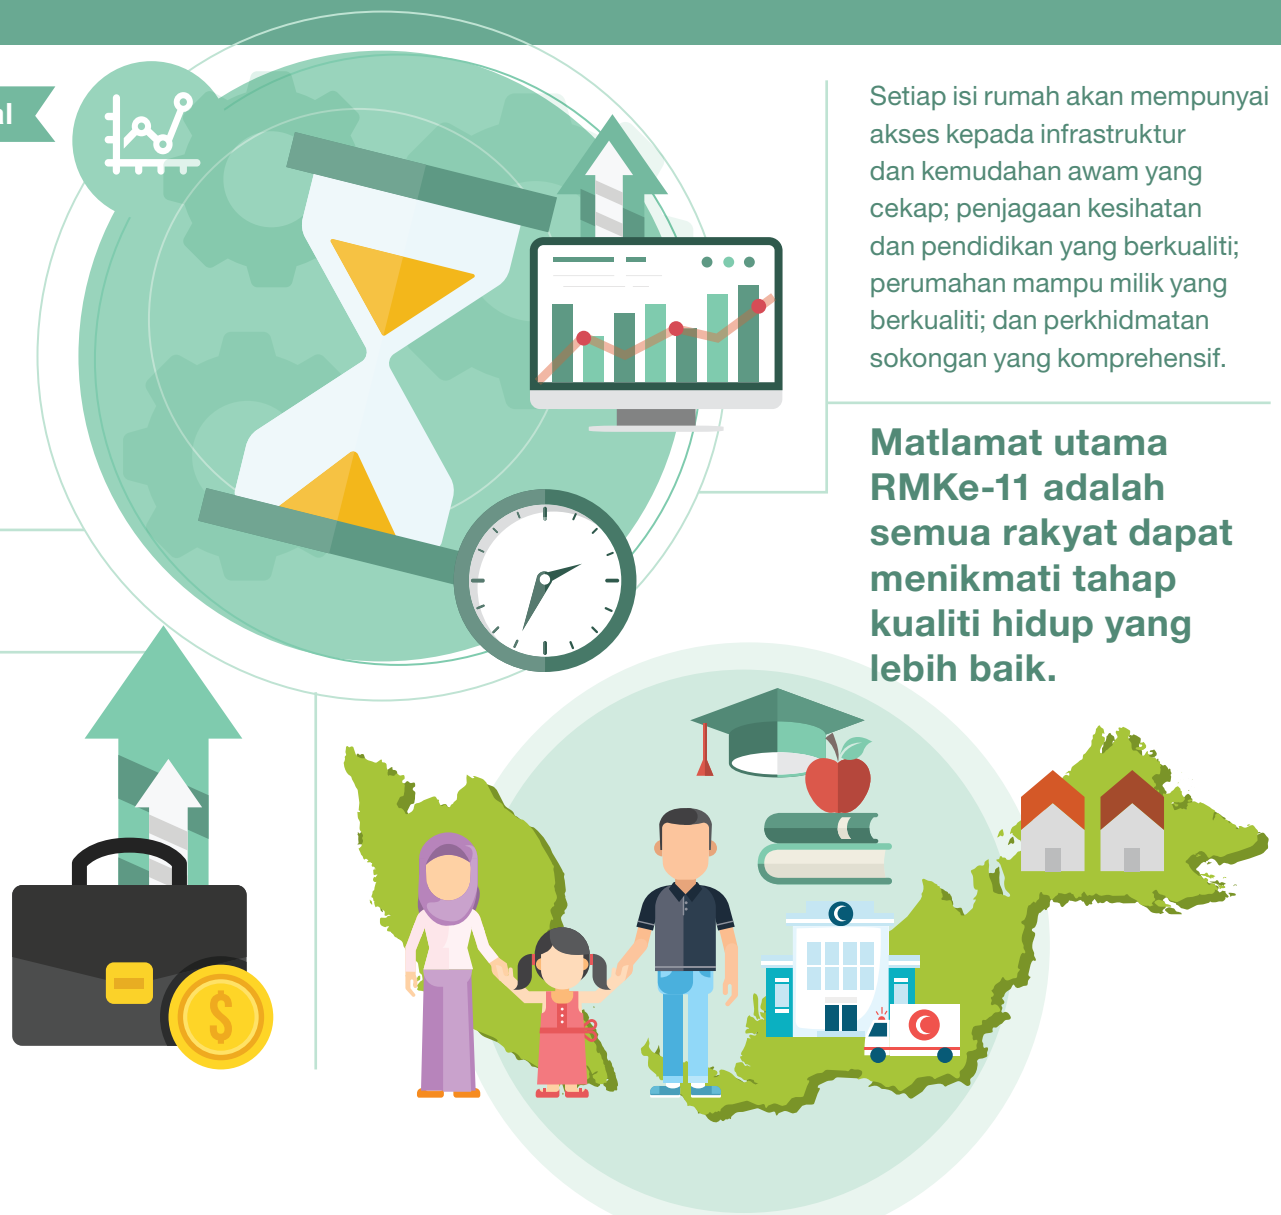 al
Setiap isi rumah akan mempunyai
akses kepada infrastruktur
dan kemudahan awam yang
cekap; penjagaan kesihatan
dan pendidikan yang berkualiti;
perumahan mampu milik yang
berkualiti; dan perkhidmatan
sokongan yang komprehensif.
Matlamat utama
RMKe-11 adalah
semua rakyat dapat
menikmati tahap
kualiti hidup yang
lebih baik.
$